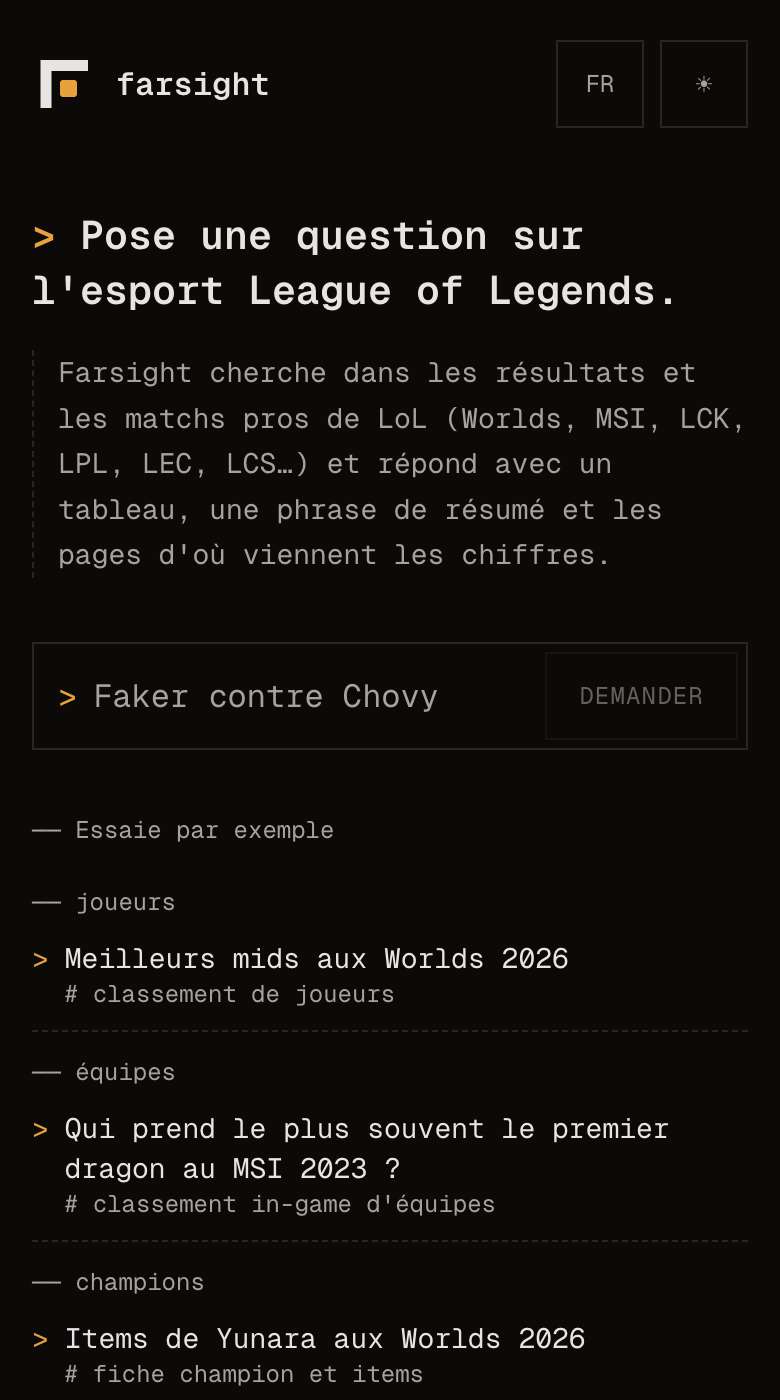 farsight
FR
☀
> Pose une question sur
l'esport League of Legends.
Farsight cherche dans les résultats et
les matchs pros de LoL (Worlds, MSI, LCK,
LPL, LEC, LCS…) et répond avec un
tableau, une phrase de résumé et les
pages d'où viennent les chiffres.
> Faker contre Chovy
DEMANDER
—— Essaie par exemple
—— joueurs
> Meilleurs mids aux Worlds 2026
# classement de joueurs
—— équipes
> Qui prend le plus souvent le premier
dragon au MSI 2023 ?
# classement in-game d'équipes
—— champions
> Items de Yunara aux Worlds 2026
# fiche champion et items